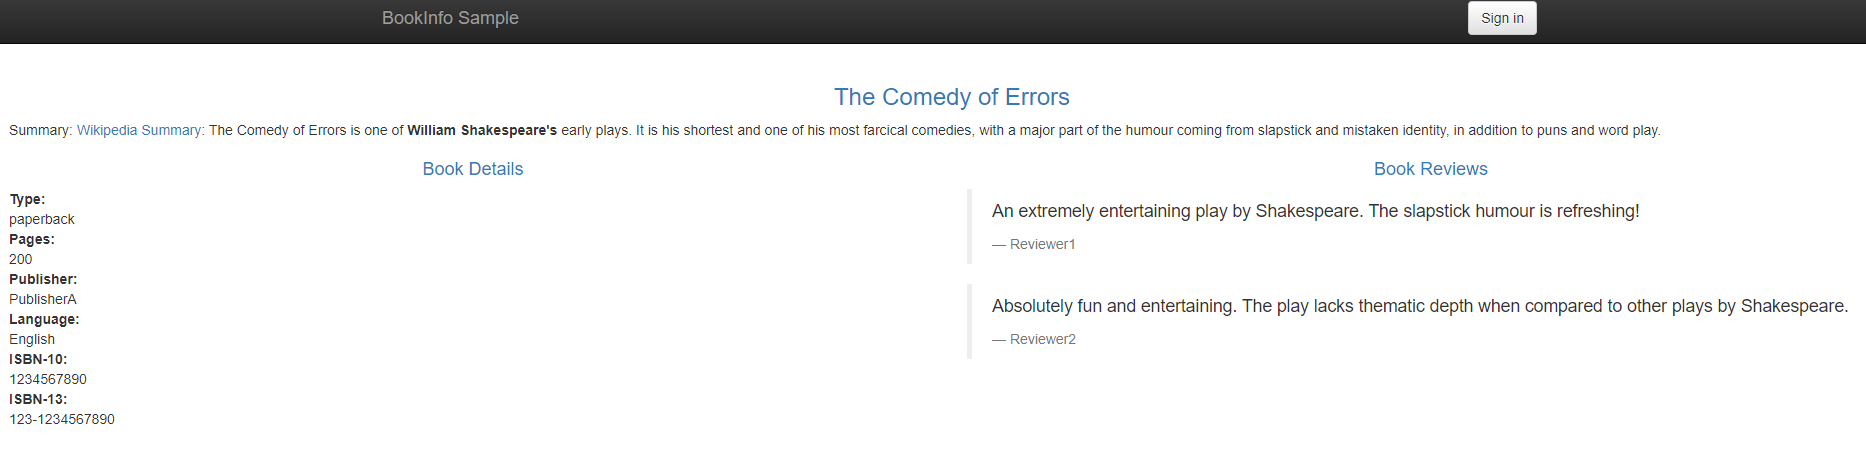 BookInfo Sample
Sign in
The Comedy of Errors
Summary: Wikipedia Summary: The Comedy of Errors is one of William Shakespeare's early plays. It is his shortest and one of his most farcical comedies, with a major part of the humour coming from slapstick and mistaken identity, in addition to puns and word play.
Book Details
Type:
paperback
Pages:
200
Publisher:
PublisherA
Language:
English
ISBN-10:
1234567890
ISBN-13:
123-1234567890
Book Reviews
An extremely entertaining play by Shakespeare. The slapstick humour is refreshing!
— Reviewer1
Absolutely fun and entertaining. The play lacks thematic depth when compared to other plays by Shakespeare.
— Reviewer2